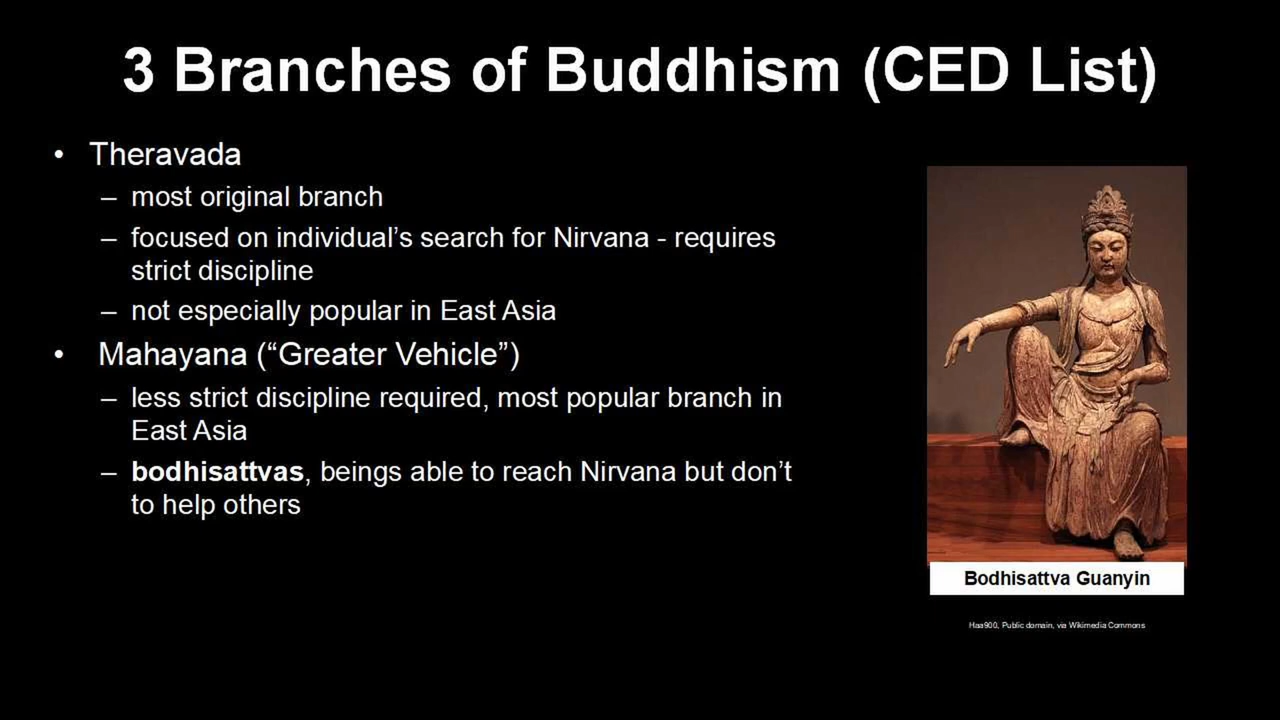 3 Branches of Buddhism (CED List)
• Theravada
– most original branch
– focused on individual’s search for Nirvana - requires
strict discipline
– not especially popular in East Asia
• Mahayana (“Greater Vehicle”)
– less strict discipline required, most popular branch in
East Asia
– bodhisattvas, beings able to reach Nirvana but don’t
to help others
Bodhisattva Guanyin
Haa900, Public domain, via Wikimedia Commons